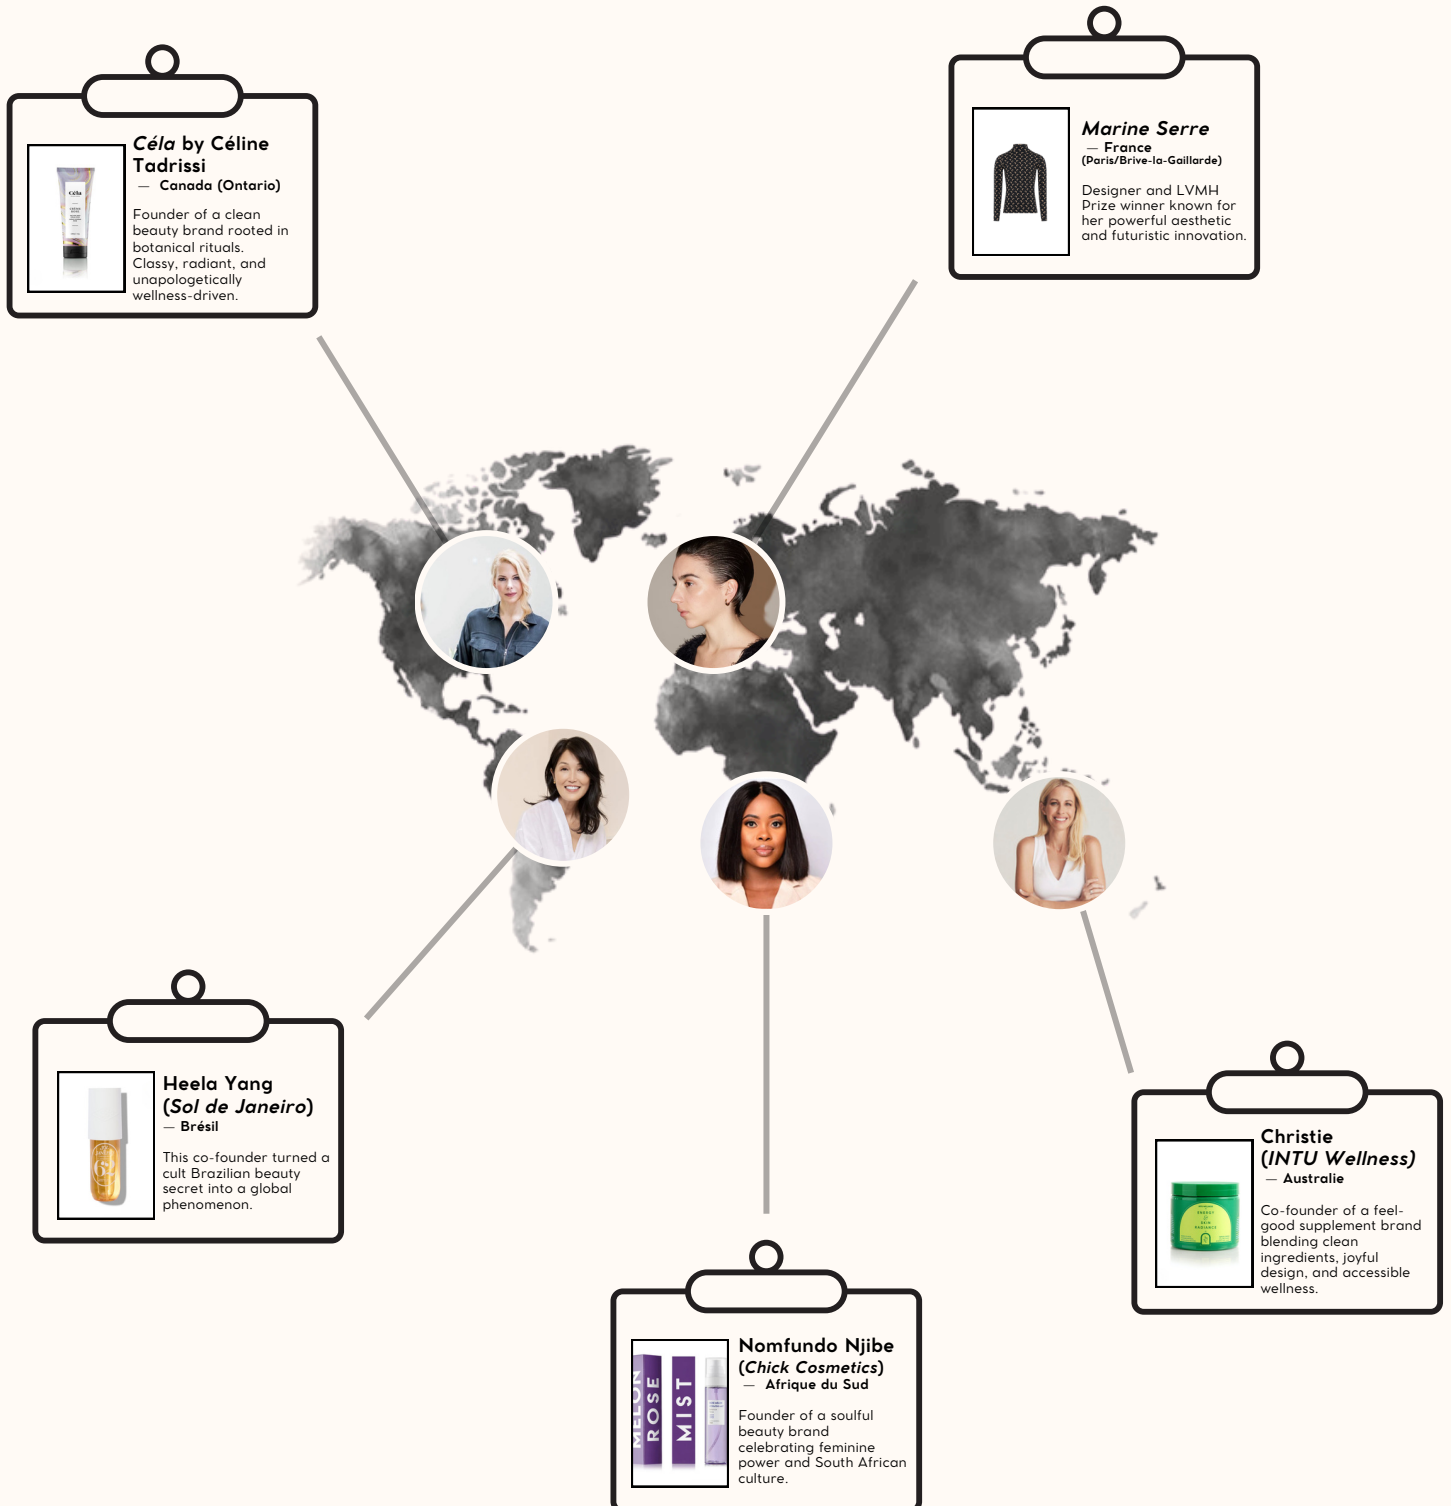 Céla by Céline
Tadrissi
— Canada (Ontario)
Founder of a clean
beauty brand rooted in
botanical rituals.
Classy, radiant, and
unapologetically
wellness-driven.
Céla
Marine Serre
— France
(Paris/Brive-la-Gaillarde)
Designer and LVMH
Prize winner known for
her powerful aesthetic
and futuristic innovation.
Heela Yang
(Sol de Janeiro)
— Brésil
This co-founder turned a
cult Brazilian beauty
secret into a global
phenomenon.
Christie
(INTU Wellness)
— Australie
Co-founder of a feel-
good supplement brand
blending clean
ingredients, joyful
design, and accessible
wellness.
ENERGY
SKIN
RADIANCE
Nomfundo Njibe
(Chick Cosmetics)
— Afrique du Sud
Founder of a soulful
beauty brand
celebrating feminine
power and South African
culture.
MELON
ROSE
MIST